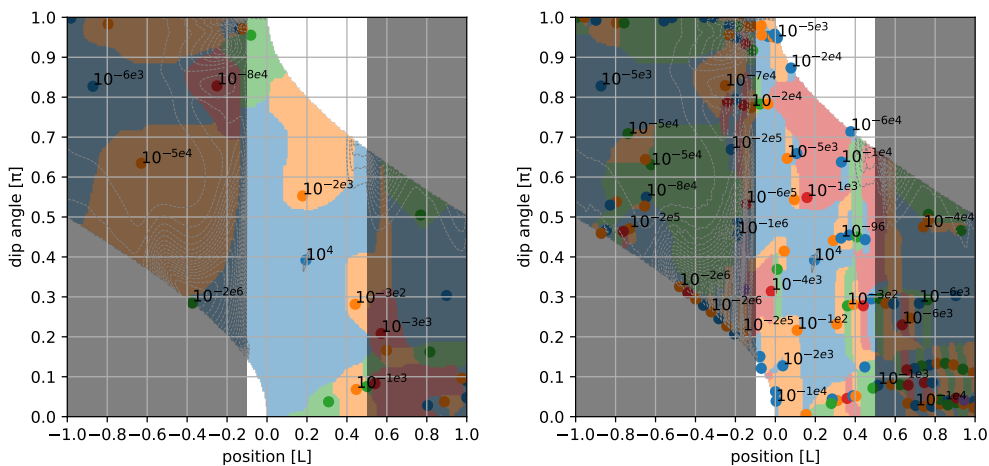 1.0
0.9
0.8
0.7
0.6
0.5
0.4
0.3
0.2
0.1
0.0
dip angle [π]
−1.0 −0.8 −0.6 −0.4 −0.2 0.0 0.2 0.4 0.6 0.8 1.0
position [L]
10^−6e3
10^−8e4
10^−5e4
10^−2e3
10^4
10^−2e6
10^−3e2
10^−3e3
10^−1e3
1.0
0.9
0.8
0.7
0.6
0.5
0.4
0.3
0.2
0.1
0.0
dip angle [π]
−1.0 −0.8 −0.6 −0.4 −0.2 0.0 0.2 0.4 0.6 0.8 1.0
position [L]
10^−5e3
10^−2e4
10^−5e3
10^−7e4
10^−2e4
10^−6e4
10^−5e4
10^−2e5
10^−5e3
10^−1e4
10^−5e4
10^−8e4
10^−6e5
10^−1e3
10^−4e4
10^−2e5
10^−1e6
10^−96
10^4
10^−2e6
10^−4e3
10^−3e2
10^−6e3
10^−2e6
10^−2e5
10^−1e2
10^−6e3
10^−2e3
10^−1e3
10^−1e4
10^−1e4